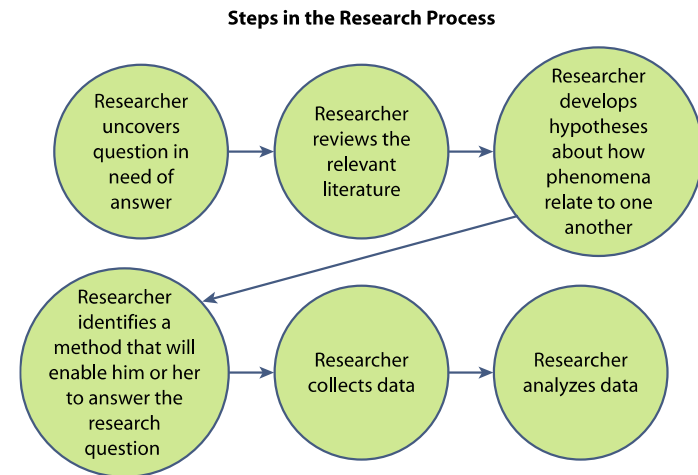 Steps in the Research Process
Researcher
uncovers
question in
need of
answer
Researcher
reviews the
relevant
literature
Researcher
develops
hypotheses
about how
phenomena
relate to one
another
Researcher
identifies a
method that will
enable him or her
to answer the
research
question
Researcher
collects data
Researcher
analyzes data